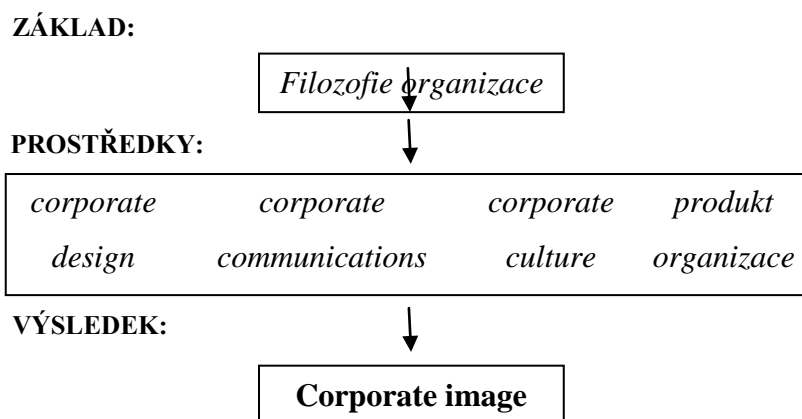 ZÁKLAD:
Filozofie organizace
PROSTŘEDKY:
corporate corporate corporate produkt
design communications culture organizace
VÝSLEDEK:
Corporate image